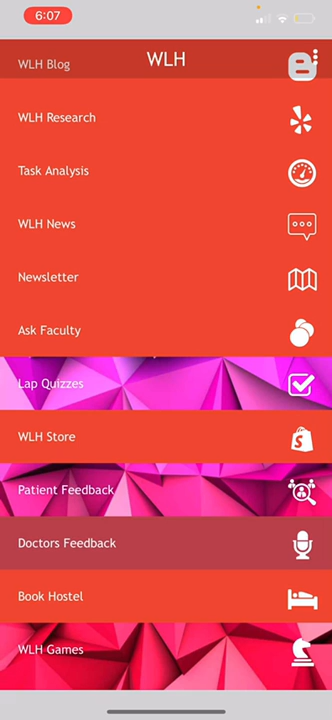 6:07
WLH
WLH Blog
WLH Research
Task Analysis
WLH News
Newsletter
Ask Faculty
Lap Quizzes
WLH Store
Patient Feedback
Doctors Feedback
Book Hostel
WLH Games